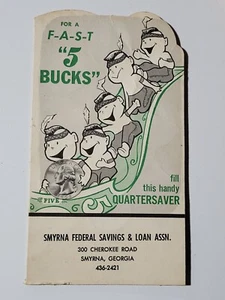 FOR A
F-A-S-T
"5
BUCKS"
fill
this handy
QUARTERSAVER
FIVE
SMYRNA FEDERAL SAVINGS & LOAN ASSN.
300 CHEROKEE ROAD
SMYRNA, GEORGIA
436-2421